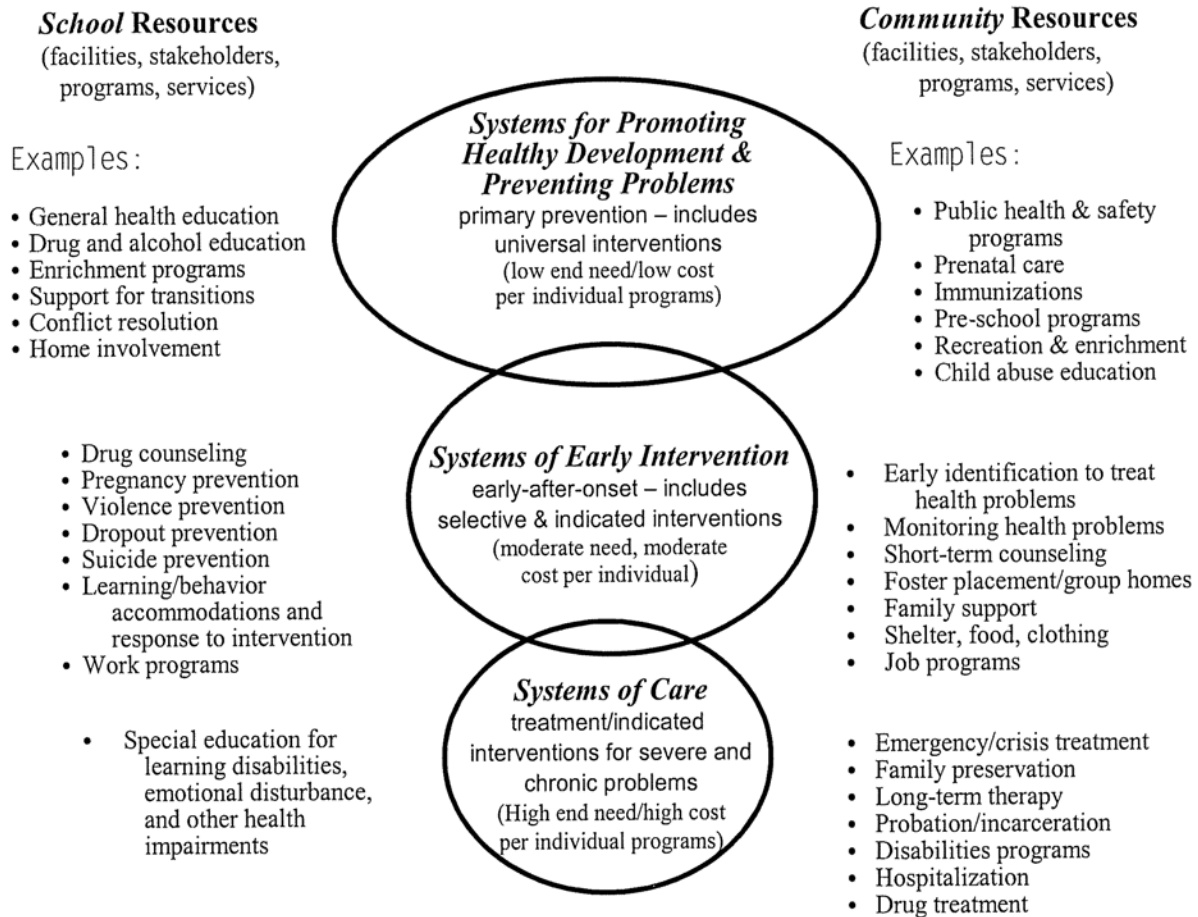 School Resources
(facilities, stakeholders,
programs, services)
Examples:
• General health education
• Drug and alcohol education
• Enrichment programs
• Support for transitions
• Conflict resolution
• Home involvement
• Drug counseling
• Pregnancy prevention
• Violence prevention
• Dropout prevention
• Suicide prevention
• Learning/behavior
accommodations and
response to intervention
• Work programs
• Special education for
learning disabilities,
emotional disturbance,
and other health
impairments
Systems for Promoting
Healthy Development &
Preventing Problems
primary prevention – includes
universal interventions
(low end need/low cost
per individual programs)
Systems of Early Intervention
early-after-onset – includes
selective & indicated interventions
(moderate need, moderate
cost per individual)
Systems of Care
treatment/indicated
interventions for severe and
chronic problems
(High end need/high cost
per individual programs)
Community Resources
(facilities, stakeholders,
programs, services)
Examples:
• Public health & safety
programs
• Prenatal care
• Immunizations
• Pre-school programs
• Recreation & enrichment
• Child abuse education
• Early identification to treat
health problems
• Monitoring health problems
• Short-term counseling
• Foster placement/group homes
• Family support
• Shelter, food, clothing
• Job programs
• Emergency/crisis treatment
• Family preservation
• Long-term therapy
• Probation/incarceration
• Disabilities programs
• Hospitalization
• Drug treatment